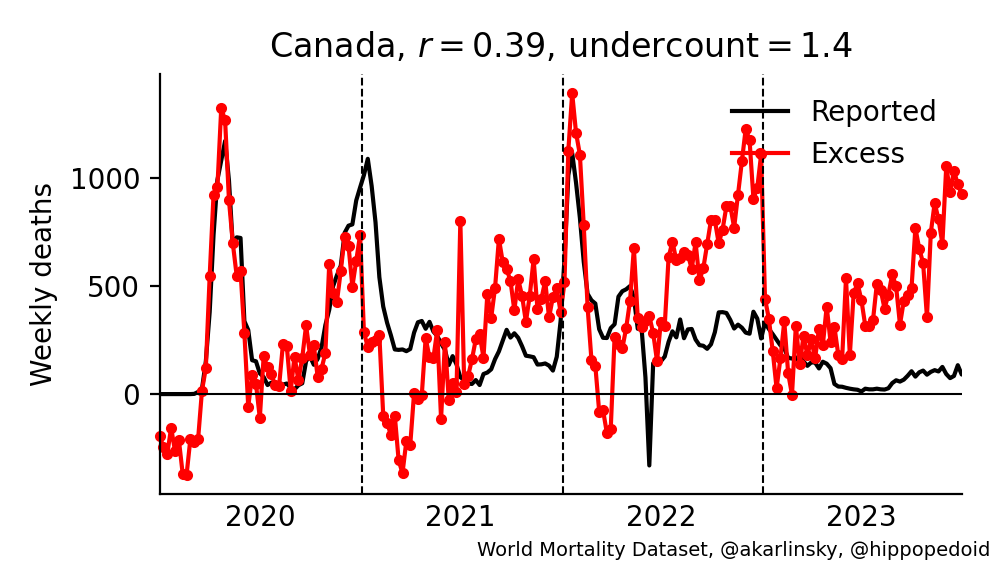 Canada, r = 0.39, undercount = 1.4
Weekly deaths
1000
500
0
Reported
Excess
2020 2021 2022 2023
World Mortality Dataset, @akarlinsky, @hippopedoid